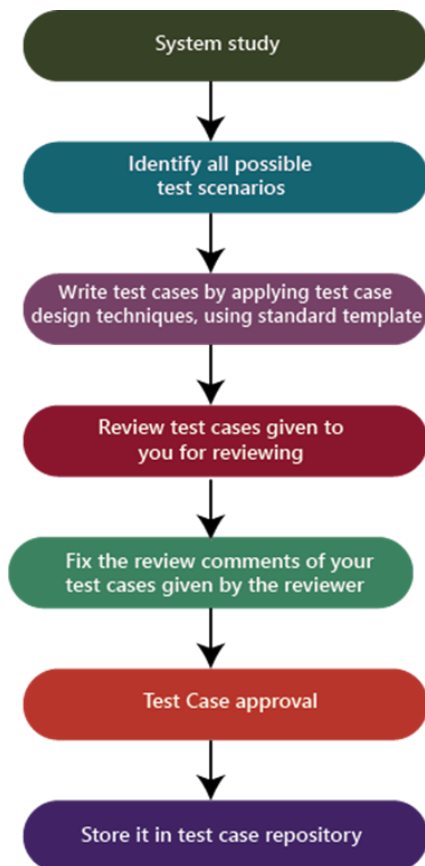 System study
Identify all possible
test scenarios
Write test cases by applying test case
design techniques, using standard template
Review test cases given to
you for reviewing
Fix the review comments of your
test cases given by the reviewer
Test Case approval
Store it in test case repository